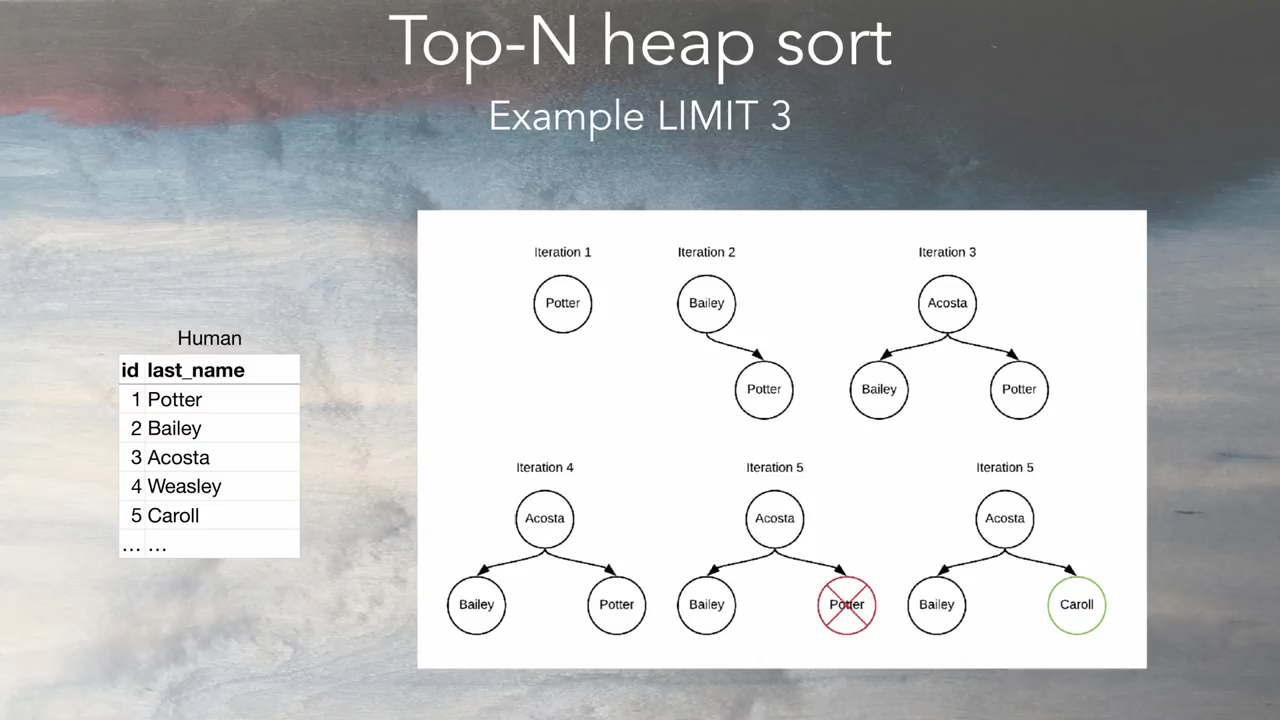 Top-N heap sort
Example LIMIT 3
Human
id last_name
1 Potter
2 Bailey
3 Acosta
4 Weasley
5 Caroll
... ...
Iteration 1
Potter
Iteration 2
Bailey
Potter
Iteration 3
Acosta
Bailey
Potter
Iteration 4
Acosta
Bailey
Potter
Iteration 5
Acosta
Bailey
Potter
Iteration 5
Acosta
Bailey
Caroll